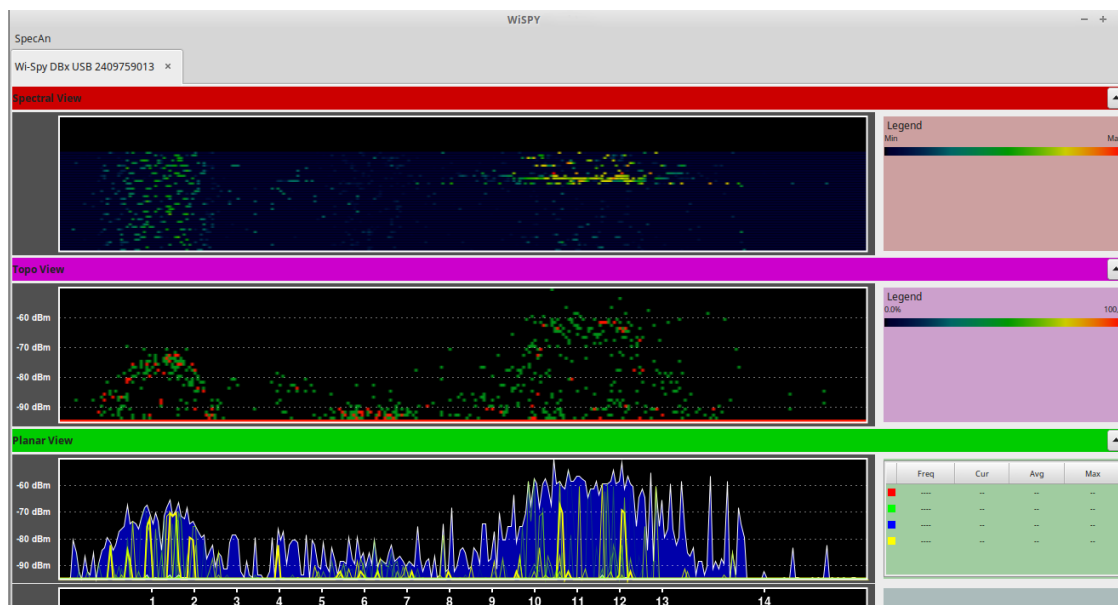 WiSPY
SpecAn
Wi-Spy DBx USB 2409759013 ×
Spectral View
Legend
Min Ma
Topo View
-60 dBm
-70 dBm
-80 dBm
-90 dBm
Legend
0.0% 100,
Planar View
-60 dBm
-70 dBm
-80 dBm
-90 dBm
Freq Cur Avg Max
---- -- -- --
---- -- -- --
---- -- -- --
---- -- -- --
1 2 3 4 5 6 7 8 9 10 11 12 13 14